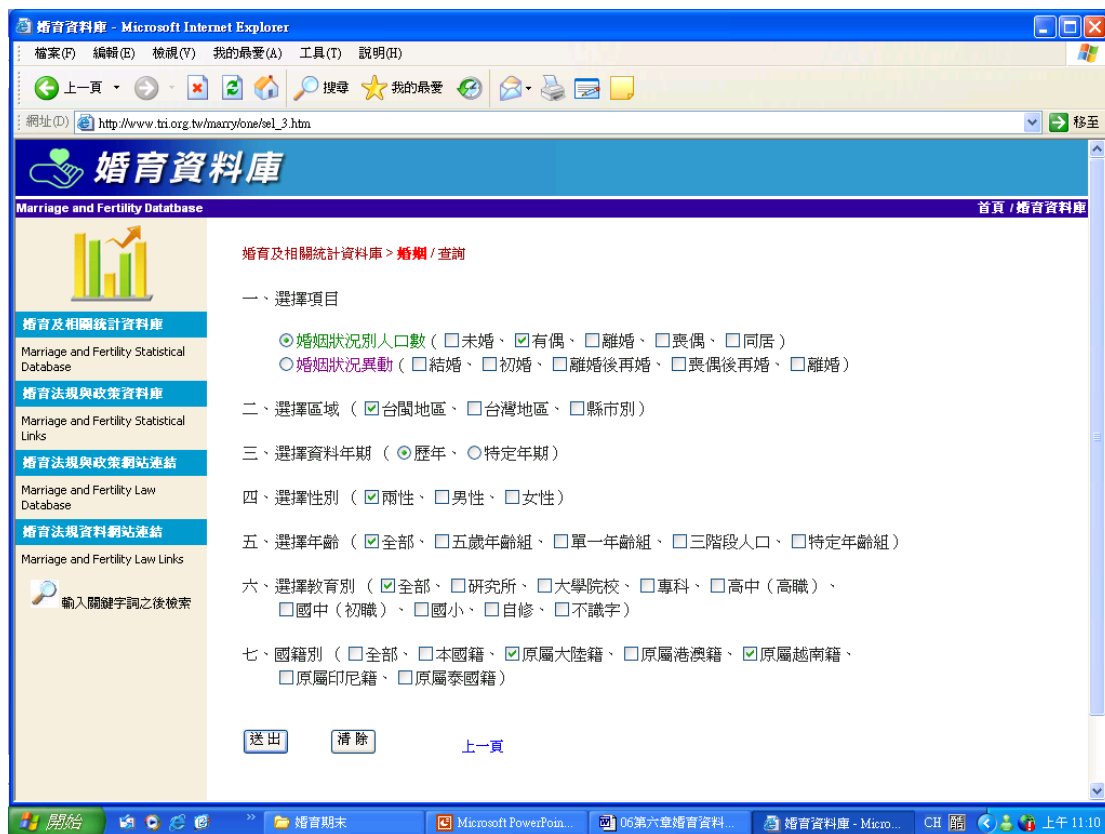 婚育資料庫 - Microsoft Internet Explorer
檔案(F) 編輯(E) 檢視(V) 我的最愛(A) 工具(T) 說明(H)
上一頁 搜尋 我的最愛
網址(D) http://www.tri.org.tw/marry/one/sel_3.htm 移至
婚育資料庫
Marriage and Fertility Datatbase 首頁 / 婚育資料庫
婚育及相關統計資料庫 > 婚姻 / 查詢
一、選擇項目
婚姻狀況別人口數 ( 未婚、 有偶、 離婚、 喪偶、 同居 )
婚姻狀況異動 ( 結婚、 初婚、 離婚後再婚、 喪偶後再婚、 離婚 )
二、選擇區域 ( 台閩地區、 台灣地區、 縣市別 )
三、選擇資料年期 ( 歷年、 特定年期 )
四、選擇性別 ( 兩性、 男性、 女性 )
五、選擇年齡 ( 全部、 五歲年齡組、 單一年齡組、 三階段人口、 特定年齡組 )
六、選擇教育別 ( 全部、 研究所、 大學院校、 專科、 高中(高職)、
國中(初職)、 國小、 自修、 不識字 )
七、國籍別 ( 全部、 本國籍、 原屬大陸籍、 原屬港澳籍、 原屬越南籍、
原屬印尼籍、 原屬泰國籍 )
送出 清除 上一頁
婚育及相關統計資料庫
Marriage and Fertility Statistical
Database
婚育法規與政策資料庫
Marriage and Fertility Statistical
Links
婚育法規與政策網站連結
Marriage and Fertility Law
Database
婚育法規資料網站連結
Marriage and Fertility Law Links
輸入關鍵字詞之後檢索
開始 婚育期末 Microsoft PowerPoin... 06第六章婚育資料... 婚育資料庫 - Micro... CH 酷 上午 11:10